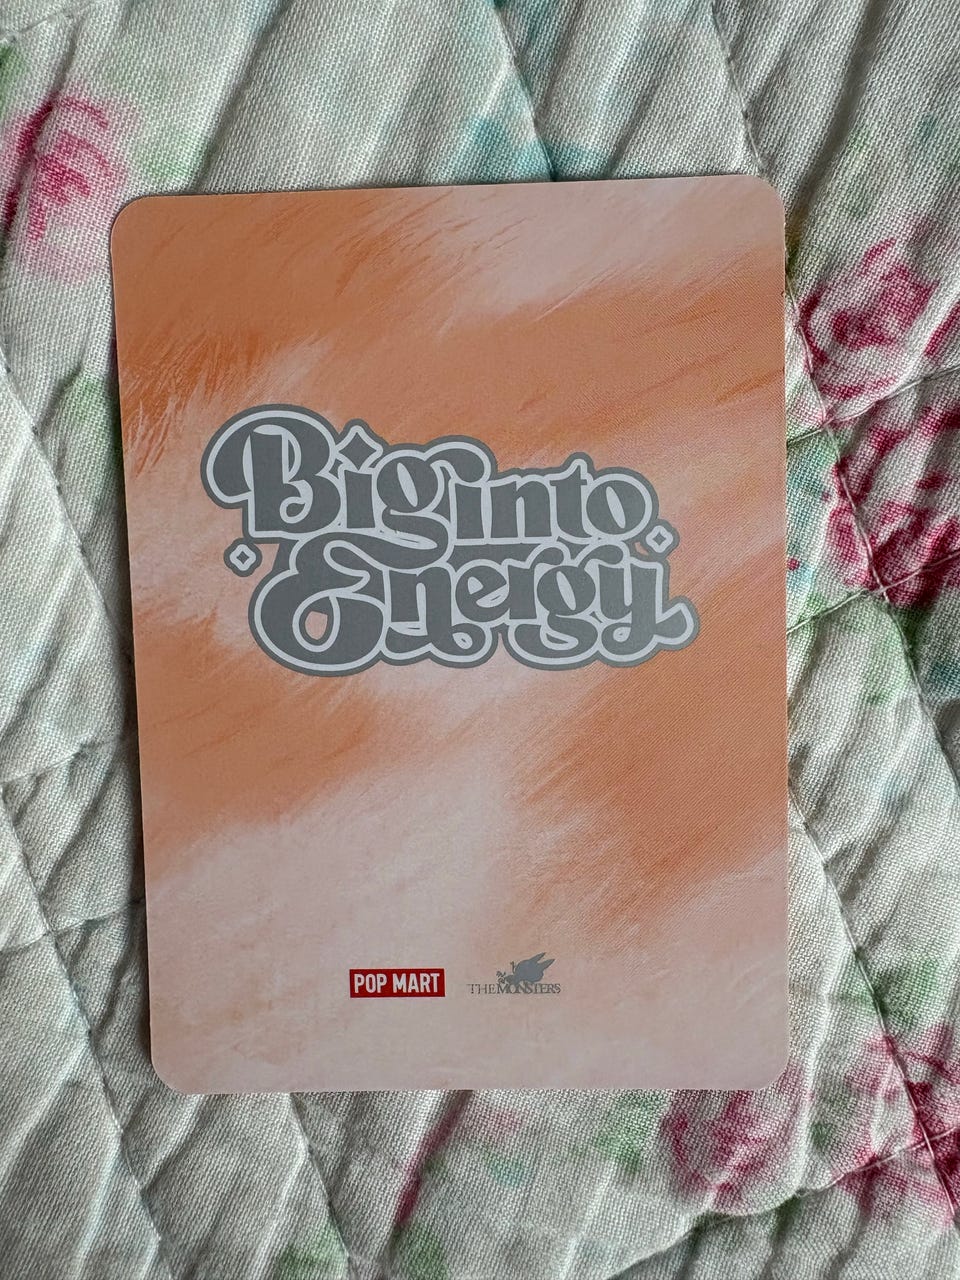 Big into
Energy
POP MART
THE MONSTERS